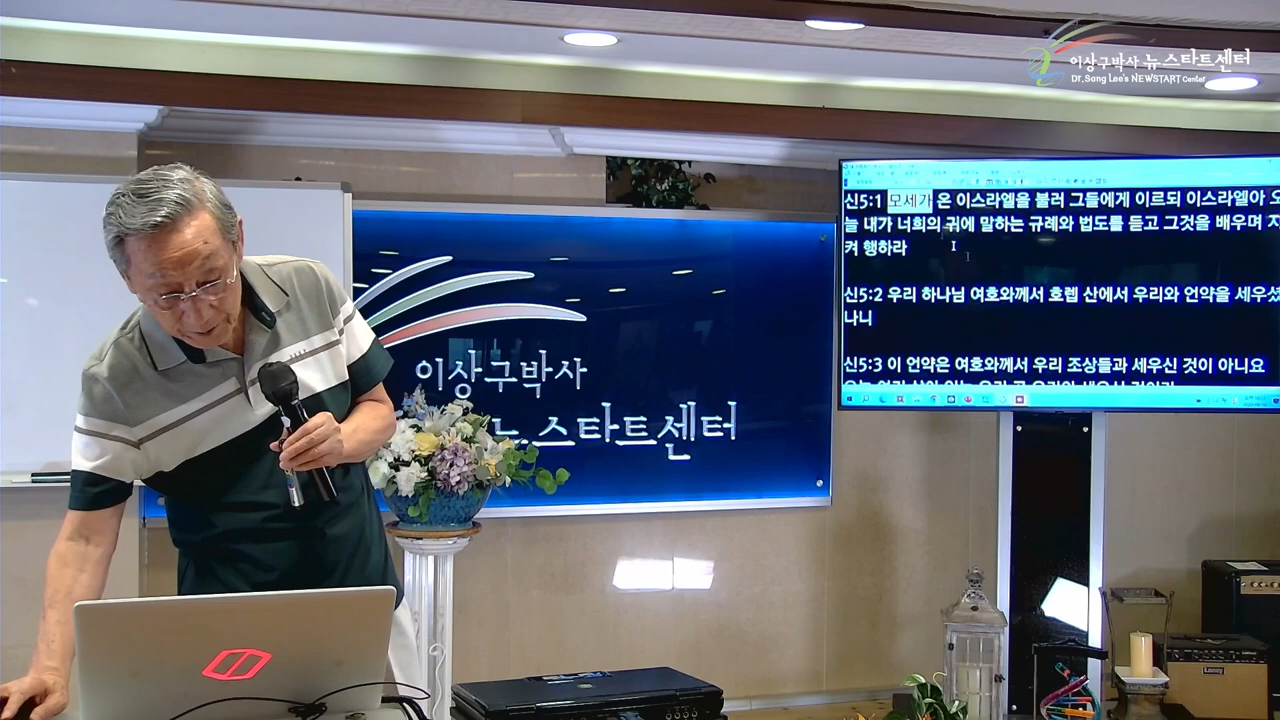 이상구박사 뉴스타트센터
Dr. Sang Lee's NEWSTART Center
신5:1 모세가 온 이스라엘을 불러 그들에게 이르되 이스라엘아 오
늘 내가 너희의 귀에 말하는 규례와 법도를 듣고 그것을 배우며 지
켜 행하라
신5:2 우리 하나님 여호와께서 호렙 산에서 우리와 언약을 세우셨
나니
신5:3 이 언약은 여호와께서 우리 조상들과 세우신 것이 아니요
이상구박사
뉴스타트센터
Laney